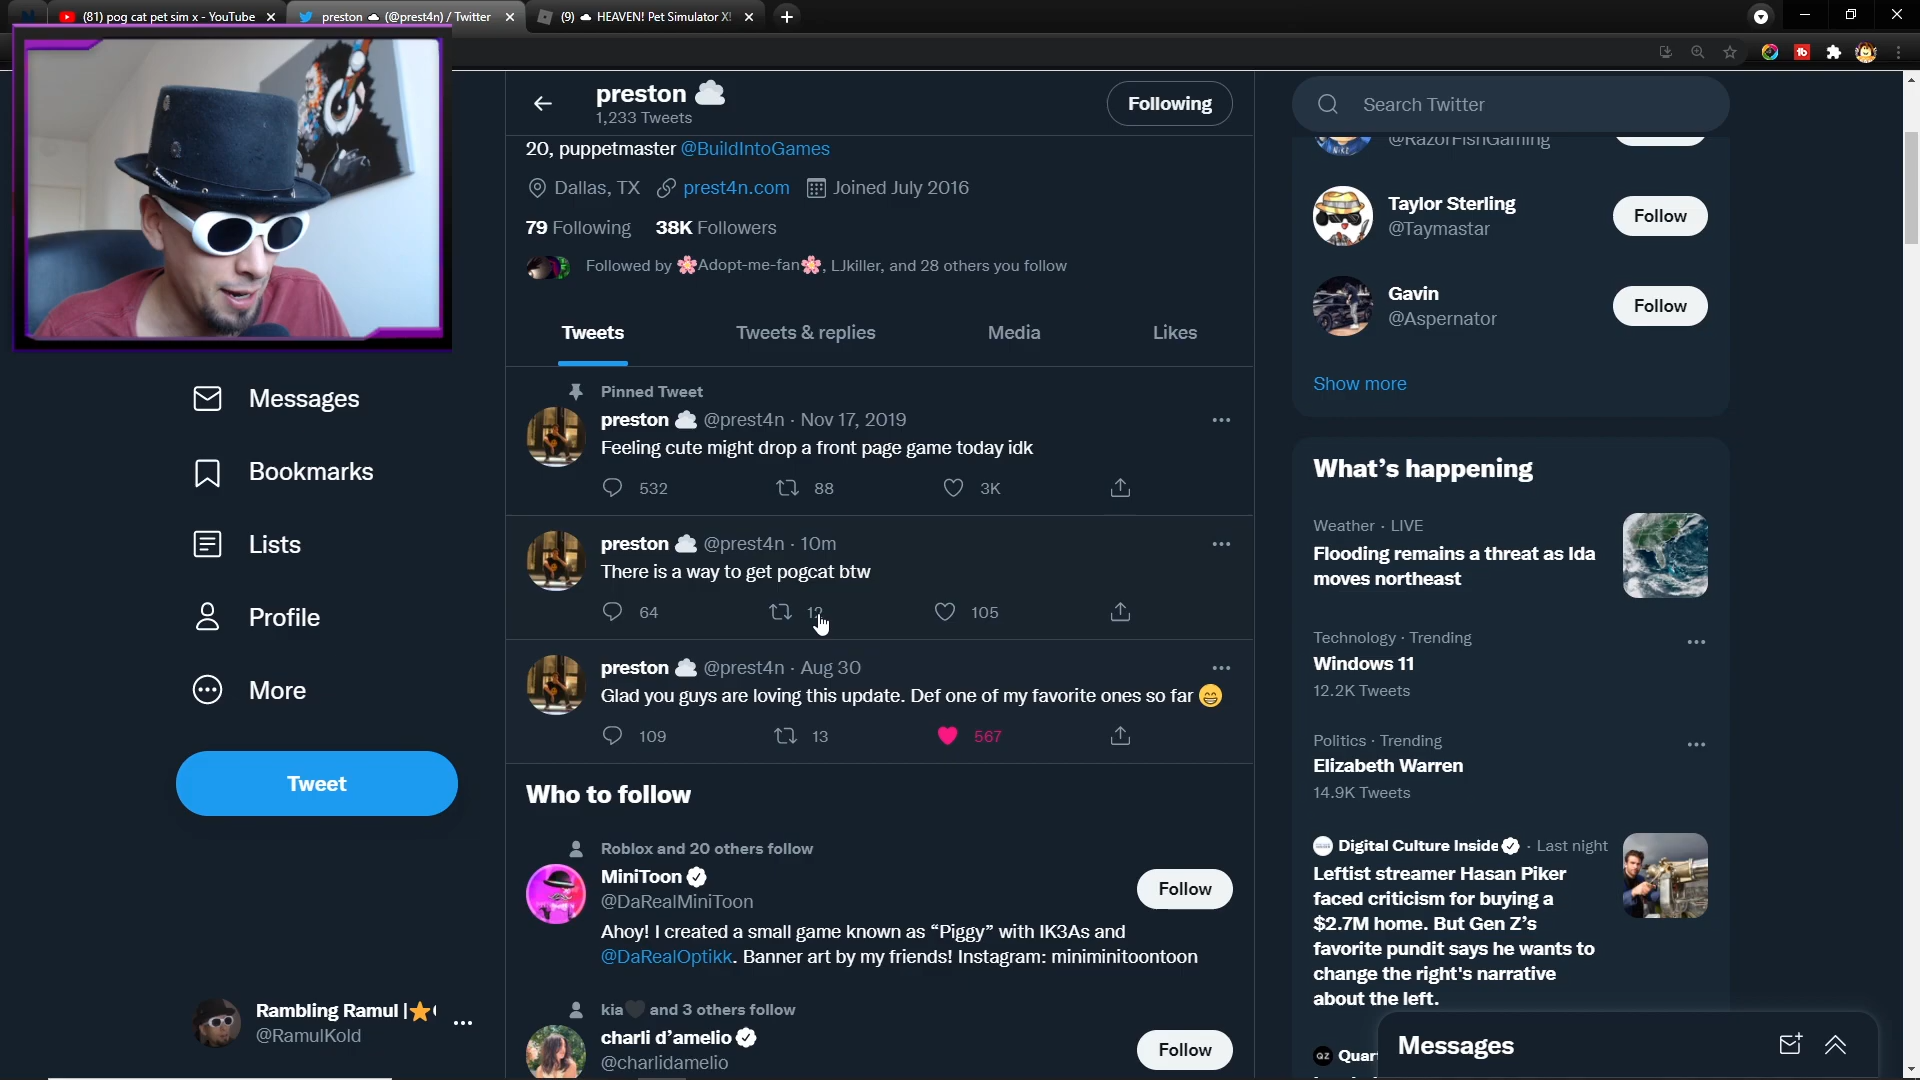 (81) pog cat pet sim x - YouTube
preston ☁ (@prest4n) / Twitter
(9) ☁ HEAVEN! Pet Simulator X!
preston ☁
1,233 Tweets
Following
Search Twitter
20, puppetmaster @BuildIntoGames
Dallas, TX prest4n.com Joined July 2016
79 Following 38K Followers
Followed by 🌸Adopt-me-fan🌸, LJkiller, and 28 others you follow
Tweets
Tweets & replies
Media
Likes
Pinned Tweet
preston ☁ @prest4n · Nov 17, 2019
Feeling cute might drop a front page game today idk
532
88
3K
preston ☁ @prest4n · 10m
There is a way to get pogcat btw
64
12
105
preston ☁ @prest4n · Aug 30
Glad you guys are loving this update. Def one of my favorite ones so far 😁
109
13
567
Who to follow
Roblox and 20 others follow
MiniToon
@DaRealMiniToon
Follow
Ahoy! I created a small game known as “Piggy” with IK3As and
@DaRealOptikk. Banner art by my friends! Instagram: miniminitoontoon
kia🖤 and 3 others follow
charli d’amelio
@charlidamelio
Follow
Messages
Bookmarks
Lists
Profile
More
Tweet
Rambling Ramul |⭐
@RamulKold
@RazorFishGaming
Taylor Sterling
@Taymastar
Follow
Gavin
@Aspernator
Follow
Show more
What’s happening
Weather · LIVE
Flooding remains a threat as Ida
moves northeast
Technology · Trending
Windows 11
12.2K Tweets
Politics · Trending
Elizabeth Warren
14.9K Tweets
Digital Culture Inside · Last night
Leftist streamer Hasan Piker
faced criticism for buying a
$2.7M home. But Gen Z’s
favorite pundit says he wants to
change the right's narrative
about the left.
Messages